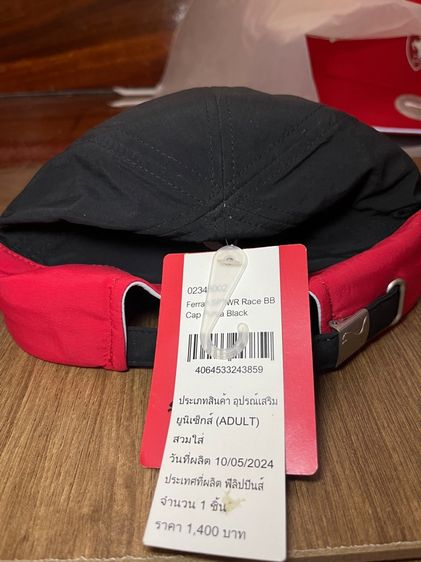 Ferrari SPTWR Race BB
Cap Puma Black
4064533243859
ประเภทสินค้า อุปรณ์เสริม
ยูนิเซ็กส์ (ADULT)
สวมใส่
วันที่ผลิต 10/05/2024
ประเทศที่ผลิต ฟิลิปปินส์
จำนวน 1 ชิ้น
ราคา 1,400 บาท